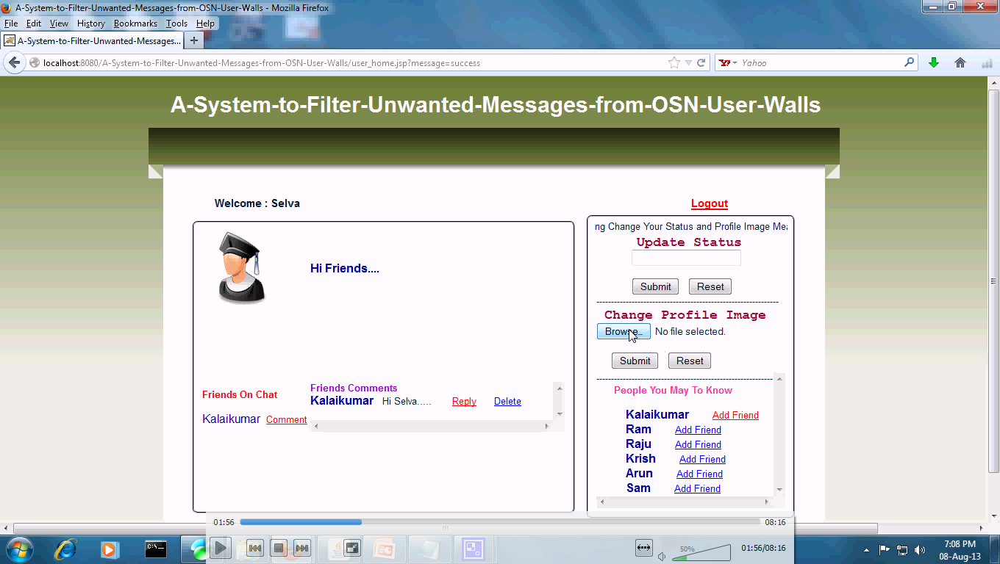 A-System-to-Filter-Unwanted-Messages-from-OSN-User-Walls - Mozilla Firefox
File Edit View History Bookmarks Tools Help
A-System-to-Filter-Unwanted-Messages...
localhost:8080/A-System-to-Filter-Unwanted-Messages-from-OSN-User-Walls/user_home.jsp?message=success
Yahoo
A-System-to-Filter-Unwanted-Messages-from-OSN-User-Walls
Welcome : Selva
Logout
Hi Friends....
Friends On Chat
Kalaikumar Comment
Friends Comments
Kalaikumar Hi Selva..... Reply Delete
ng Change Your Status and Profile Image Mea
Update Status
Submit Reset
Change Profile Image
Browse... No file selected.
Submit Reset
People You May To Know
Kalaikumar Add Friend
Ram Add Friend
Raju Add Friend
Krish Add Friend
Arun Add Friend
Sam Add Friend
01:56 08:16
50% 01:56/08:16
7:08 PM
08-Aug-13